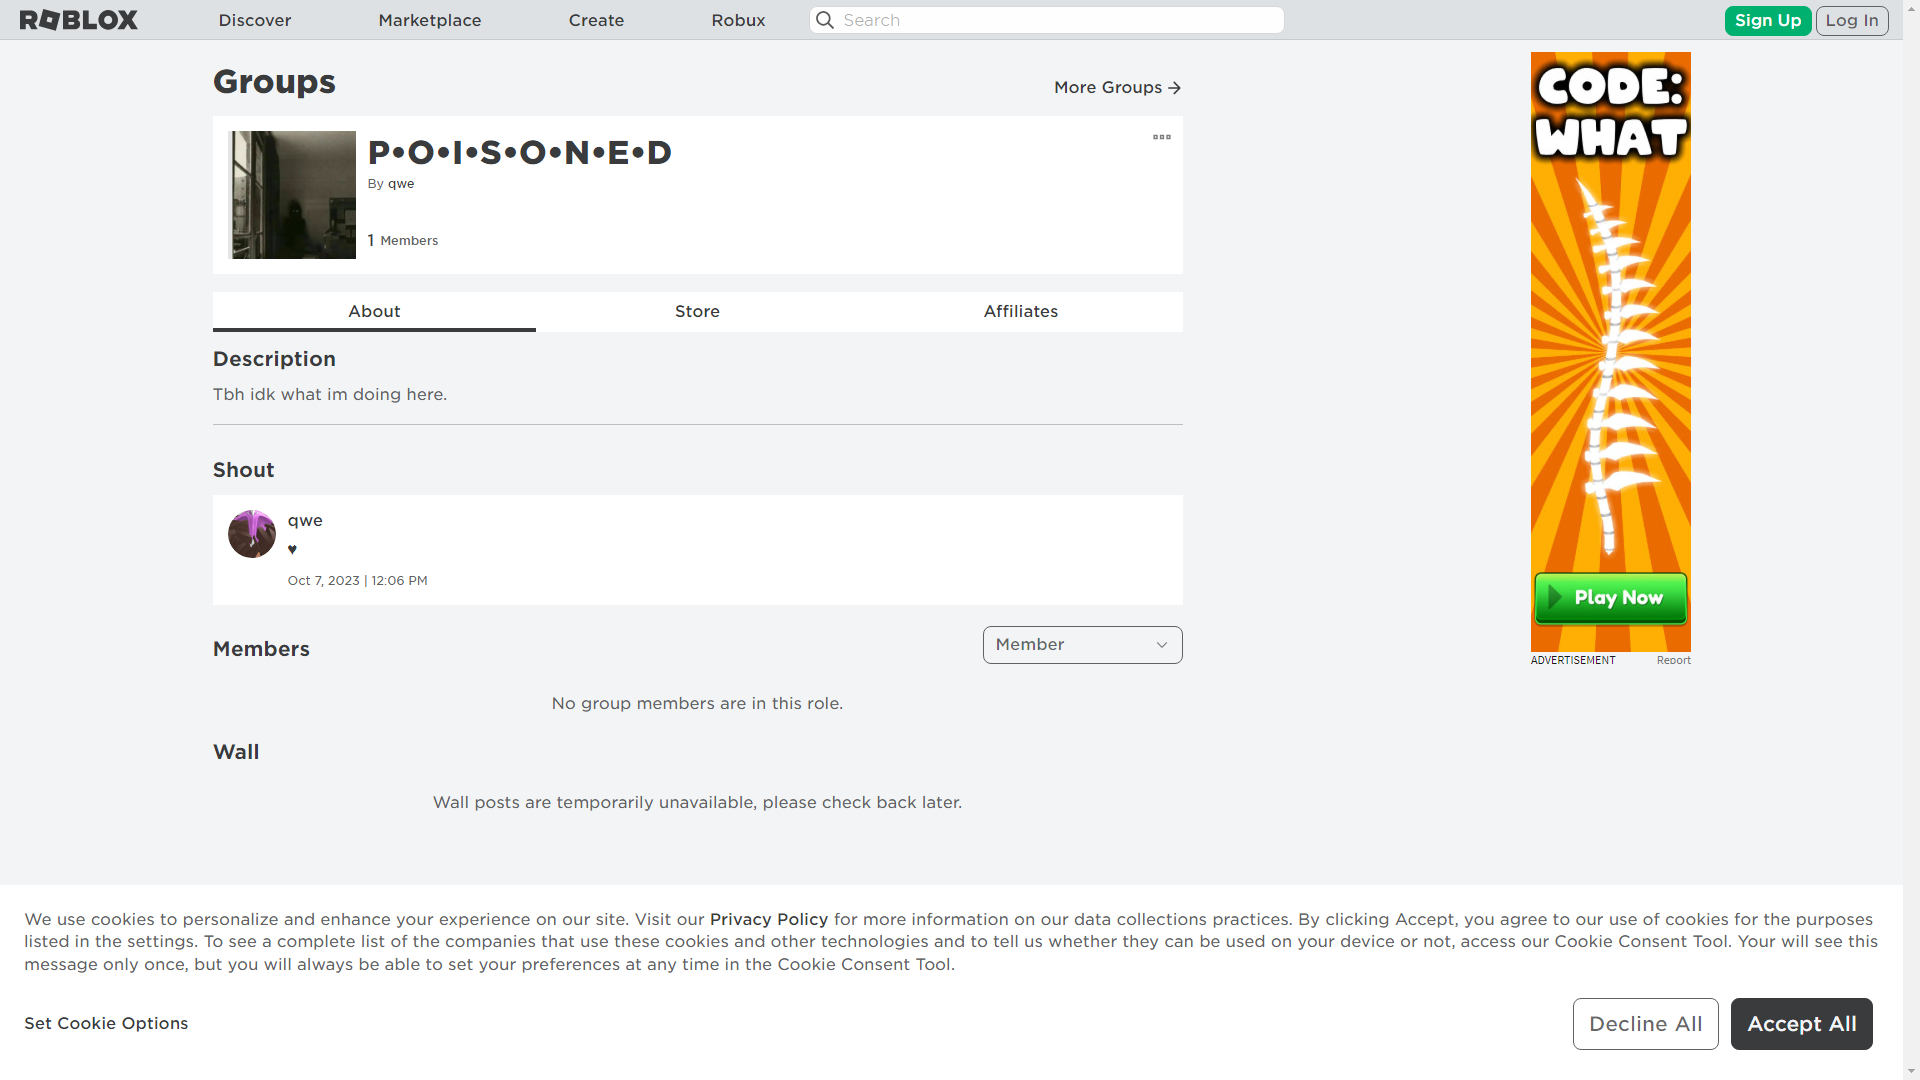 ROBLOX
Discover
Marketplace
Create
Robux
Search
Sign Up
Log In
Groups
More Groups
P•O•I•S•O•N•E•D
By qwe
1 Members
About
Store
Affiliates
Description
Tbh idk what im doing here.
Shout
qwe
♥
Oct 7, 2023 | 12:06 PM
Members
Member
No group members are in this role.
Wall
Wall posts are temporarily unavailable, please check back later.
CODE:
WHAT
Play Now
ADVERTISEMENT
Report
We use cookies to personalize and enhance your experience on our site. Visit our Privacy Policy for more information on our data collections practices. By clicking Accept, you agree to our use of cookies for the purposes
listed in the settings. To see a complete list of the companies that use these cookies and other technologies and to tell us whether they can be used on your device or not, access our Cookie Consent Tool. Your will see this
message only once, but you will always be able to set your preferences at any time in the Cookie Consent Tool.
Set Cookie Options
Decline All
Accept All